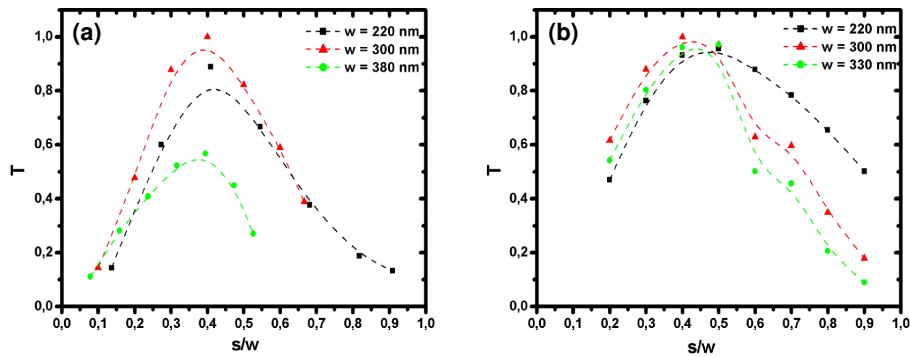 (a)
w = 220 nm
w = 300 nm
w = 380 nm
T
1,0
0,8
0,6
0,4
0,2
0,0
0,0 0,1 0,2 0,3 0,4 0,5 0,6 0,7 0,8 0,9 1,0
s/w
(b)
w = 220 nm
w = 300 nm
w = 330 nm
T
1,0
0,8
0,6
0,4
0,2
0,0
0,0 0,1 0,2 0,3 0,4 0,5 0,6 0,7 0,8 0,9 1,0
s/w